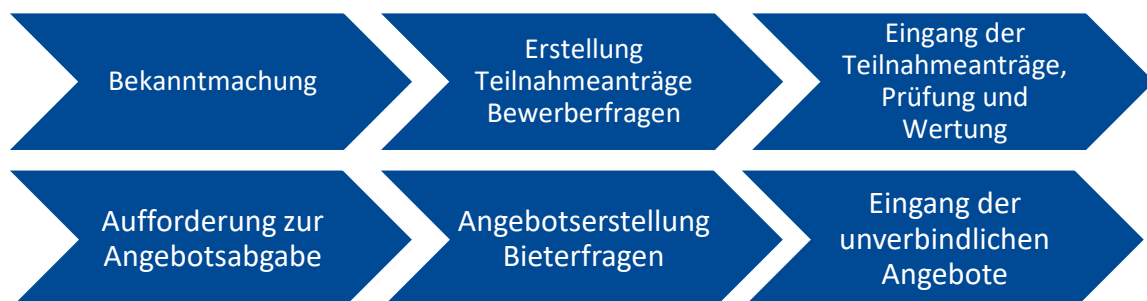 Bekanntmachung
Erstellung
Teilnahmeanträge
Bewerberfragen
Eingang der
Teilnahmeanträge,
Prüfung und
Wertung
Aufforderung zur
Angebotsabgabe
Angebotserstellung
Bieterfragen
Eingang der
unverbindlichen
Angebote